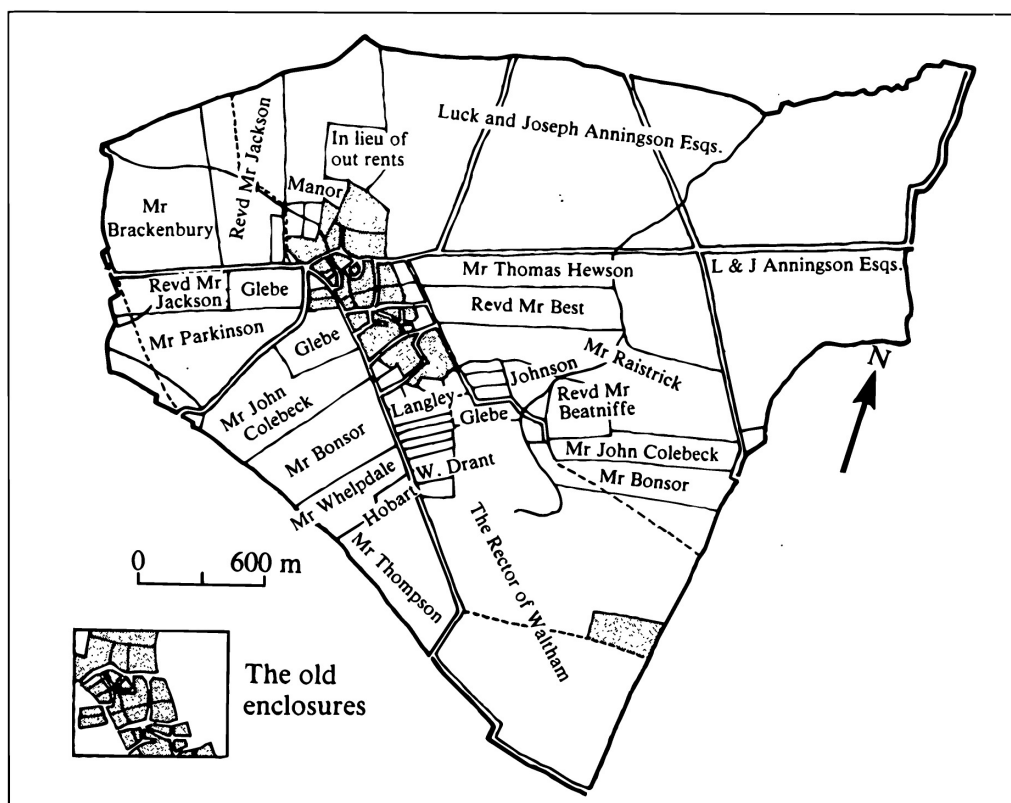 Luck and Joseph Anningson Esqs.
In lieu of
out rents
Revd Mr Jackson
Manor
Mr
Brackenbury
Mr Thomas Hewson
L & J Anningson Esqs.
Revd Mr
Jackson
Glebe
Revd Mr Best
Mr Parkinson
Glebe
Mr Raistrick
Johnson
Mr John
Colebeck
Langley
Glebe
Revd Mr
Beatniffe
N
Mr Bonsor
Mr John Colebeck
W. Drant
Mr Bonsor
Mr Whelpdale
Hobart
Mr Thompson
The Rector of Waltham
0 600 m
The old
enclosures